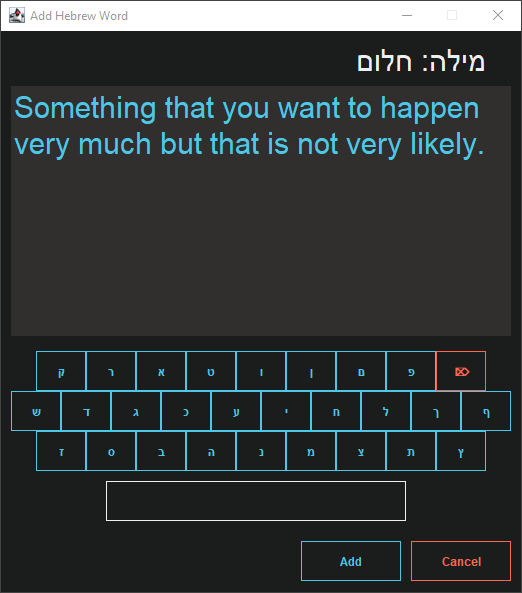 Add Hebrew Word
מילה: חלום
Something that you want to happen
very much but that is not very likely.
ק ר א ט ו ן ם פ ⌦
ש ד ג כ ע י ח ל ך ף
ז ס ב ה נ מ צ ת ץ
Add Cancel